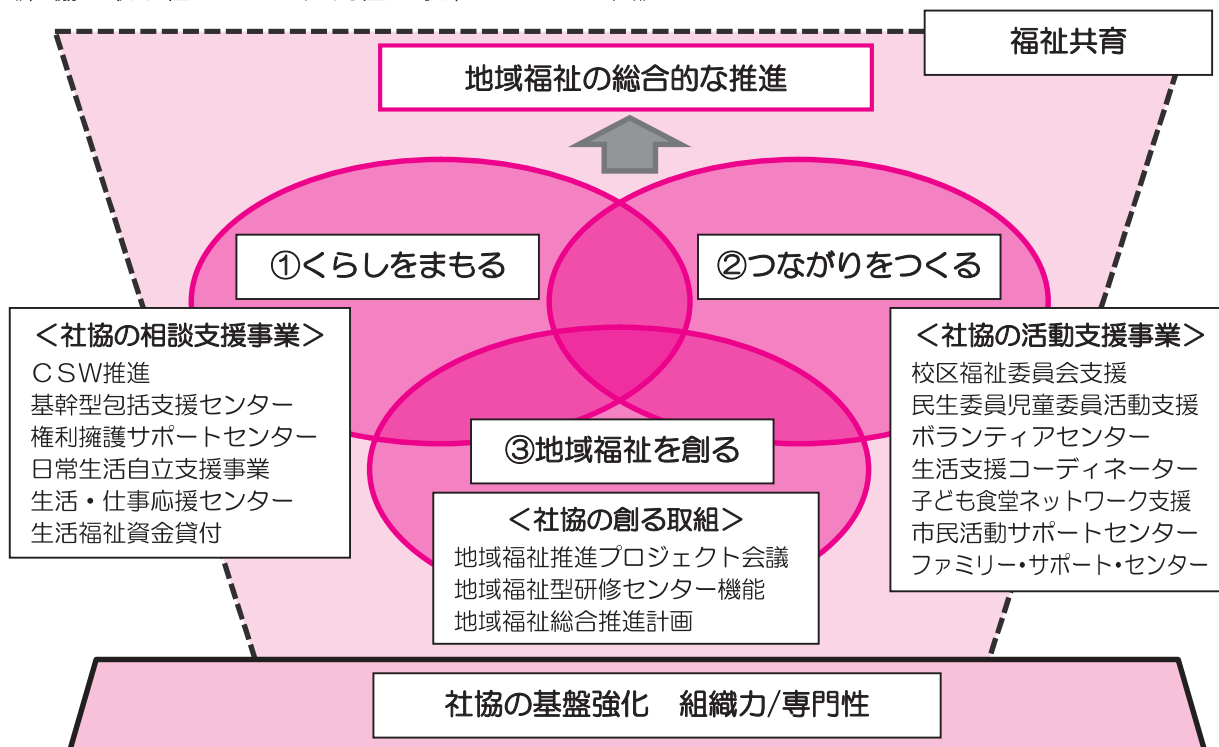 福祉共育
地域福祉の総合的な推進
①くらしをまもる
②つながりをつくる
＜社協の相談支援事業＞
ＣＳＷ推進
基幹型包括支援センター
権利擁護サポートセンター
日常生活自立支援事業
生活・仕事応援センター
生活福祉資金貸付
＜社協の活動支援事業＞
校区福祉委員会支援
民生委員児童委員活動支援
ボランティアセンター
生活支援コーディネーター
子ども食堂ネットワーク支援
市民活動サポートセンター
ファミリー・サポート・センター
③地域福祉を創る
＜社協の創る取組＞
地域福祉推進プロジェクト会議
地域福祉型研修センター機能
地域福祉総合推進計画
社協の基盤強化　組織力/専門性